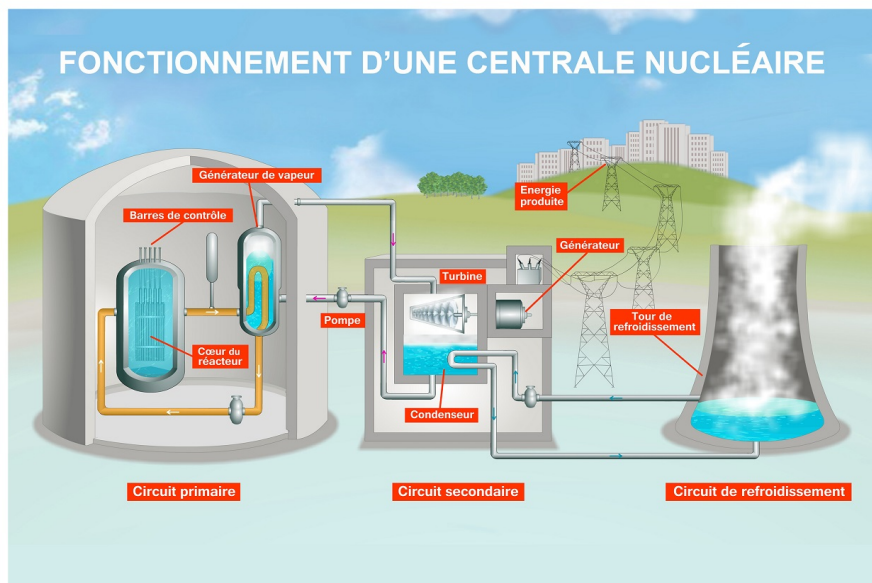 FONCTIONNEMENT D'UNE CENTRALE NUCLÉAIRE
Générateur de vapeur
Barres de contrôle
Energie
produite
Turbine
Générateur
Pompe
Tour de
refroidissement
Cœur du
réacteur
Condenseur
Circuit primaire
Circuit secondaire
Circuit de refroidissement